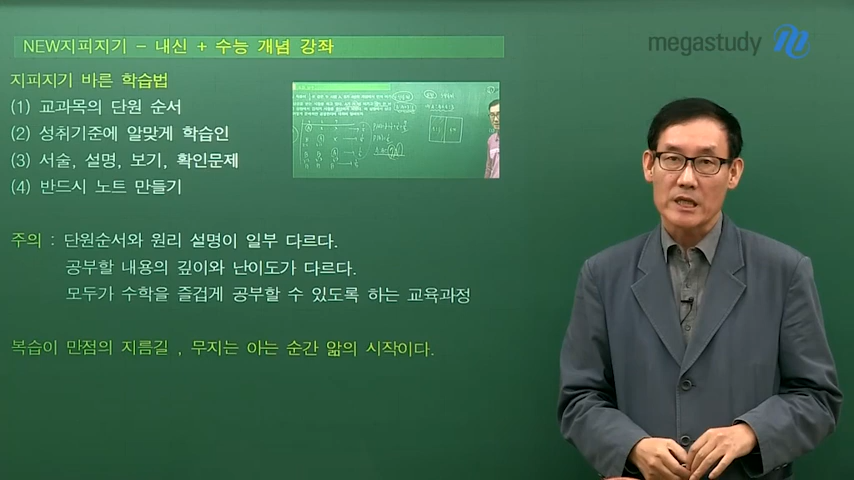 NEW지피지기 - 내신 + 수능 개념 강좌
megastudy
지피지기 바른 학습법
(1) 교과목의 단원 순서
(2) 성취기준에 알맞게 학습인
(3) 서술, 설명, 보기, 확인문제
(4) 반드시 노트 만들기
주의 : 단원순서와 원리 설명이 일부 다르다.
공부할 내용의 깊이와 난이도가 다르다.
모두가 수학을 즐겁게 공부할 수 있도록 하는 교육과정
복습이 만점의 지름길 , 무지는 아는 순간 앎의 시작이다.